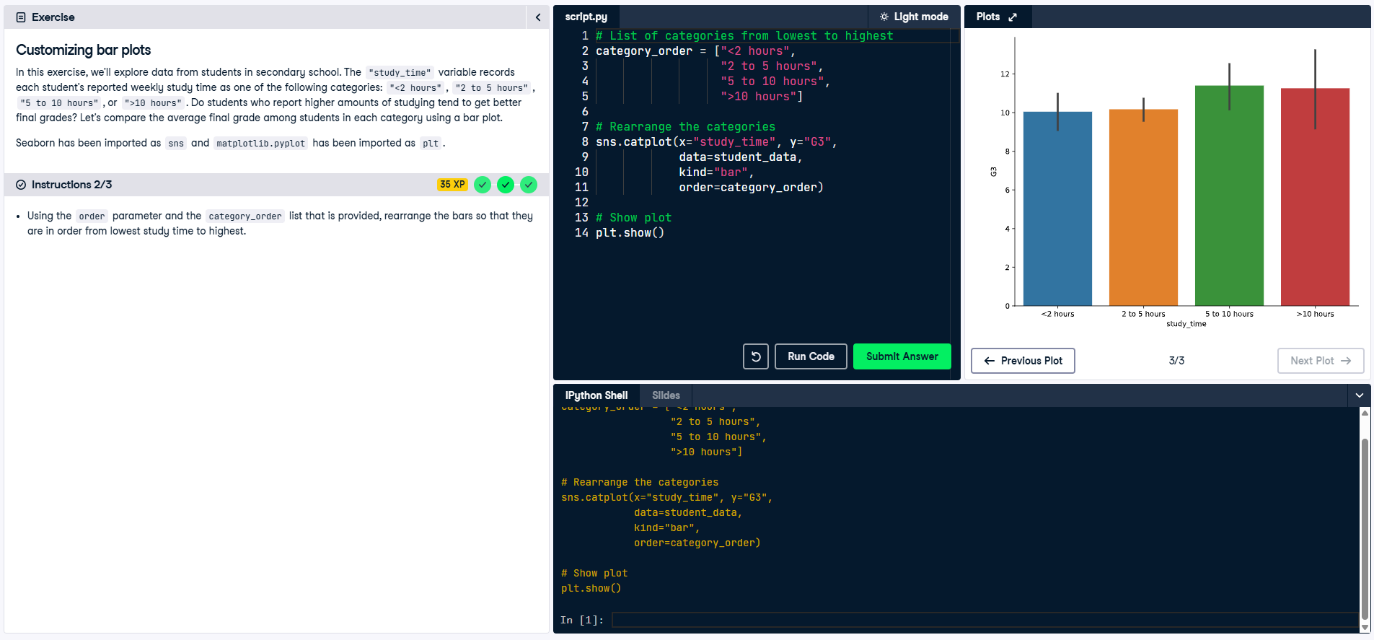 Exercise
Customizing bar plots
In this exercise, we'll explore data from students in secondary school. The "study_time" variable records
each student's reported weekly study time as one of the following categories: "<2 hours", "2 to 5 hours",
"5 to 10 hours", or ">10 hours". Do students who report higher amounts of studying tend to get better
final grades? Let's compare the average final grade among students in each category using a bar plot.
Seaborn has been imported as sns and matplotlib.pyplot has been imported as plt.
Instructions 2/3
35 XP
• Using the order parameter and the category_order list that is provided, rearrange the bars so that they
are in order from lowest study time to highest.
script.py
Light mode
1 # List of categories from lowest to highest
2 category_order = ["<2 hours",
3 "2 to 5 hours",
4 "5 to 10 hours",
5 ">10 hours"]
6
7 # Rearrange the categories
8 sns.catplot(x="study_time", y="G3",
9 data=student_data,
10 kind="bar",
11 order=category_order)
12
13 # Show plot
14 plt.show()
Run Code
Submit Answer
Plots
G3
12
10
8
6
4
2
0
<2 hours
2 to 5 hours
5 to 10 hours
>10 hours
study_time
← Previous Plot
3/3
Next Plot →
IPython Shell
Slides
category_order = ["<2 hours",
"2 to 5 hours",
"5 to 10 hours",
">10 hours"]
# Rearrange the categories
sns.catplot(x="study_time", y="G3",
data=student_data,
kind="bar",
order=category_order)
# Show plot
plt.show()
In [1]: